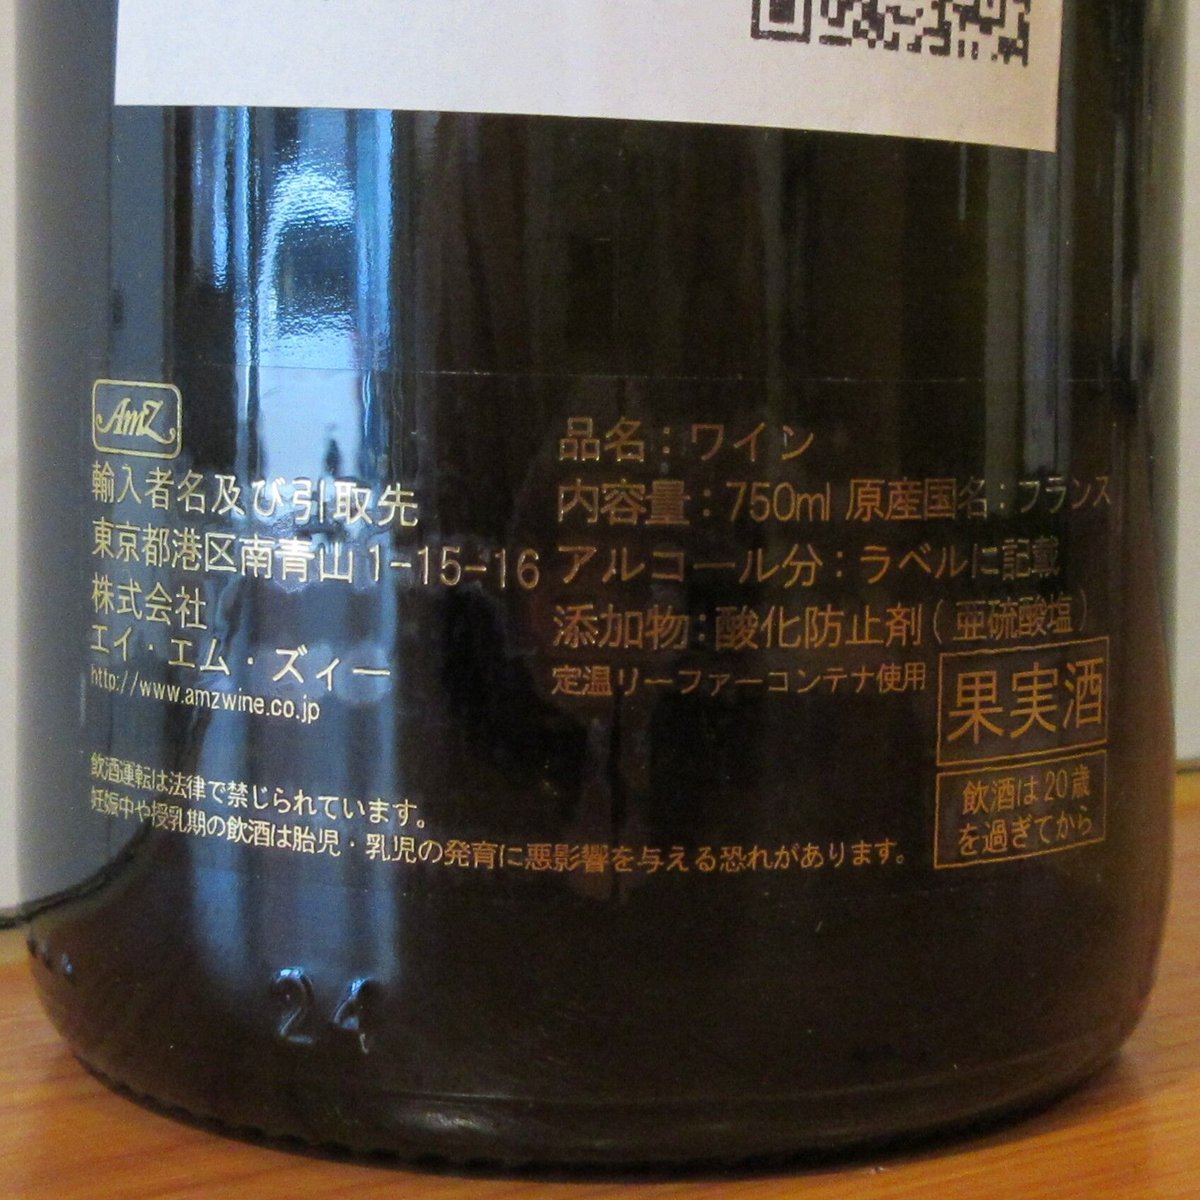 AmZ
輸入者名及び引取先
東京都港区南青山1-15-16
株式会社
エイ・エム・ズィー
http://www.amzwine.co.jp
品名：ワイン
内容量：750ml 原産国名：フランス
アルコール分：ラベルに記載
添加物：酸化防止剤(亜硫酸塩)
定温リーファーコンテナ使用
果実酒
飲酒は20歳
を過ぎてから
飲酒運転は法律で禁じられています。
妊娠中や授乳期の飲酒は胎児・乳児の発育に悪影響を与える恐れがあります。
24